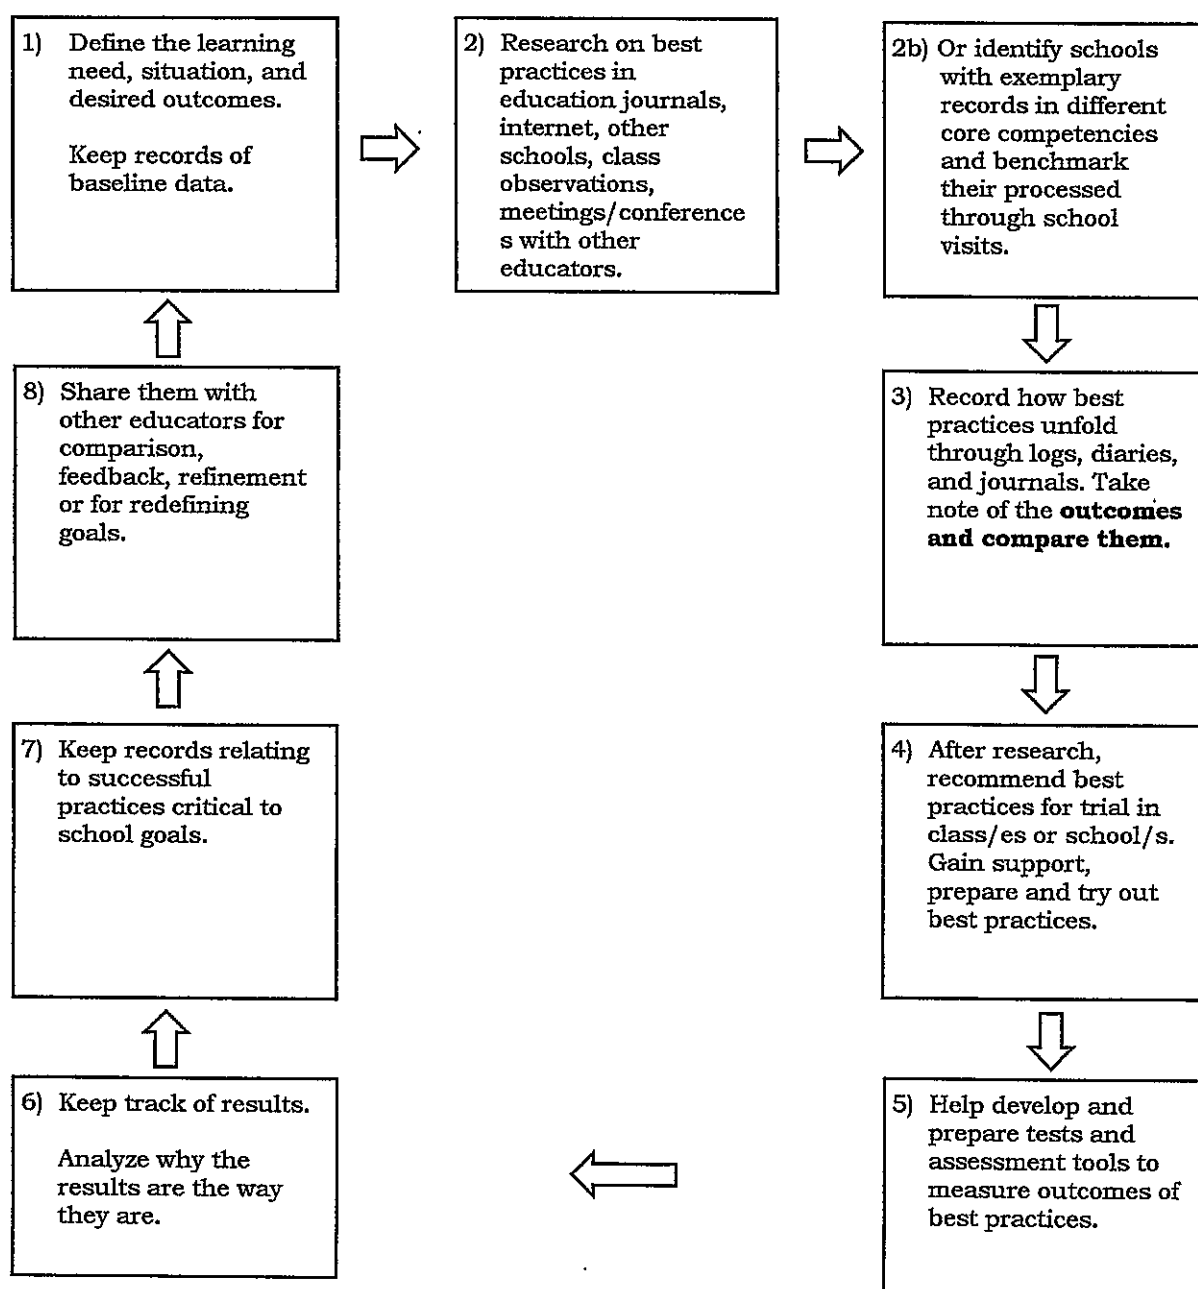 1) Define the learning
need, situation, and
desired outcomes.
Keep records of
baseline data.
2) Research on best
practices in
education journals,
internet, other
schools, class
observations,
meetings/conference
s with other
educators.
2b) Or identify schools
with exemplary
records in different
core competencies
and benchmark
their processed
through school
visits.
8) Share them with
other educators for
comparison,
feedback, refinement
or for redefining
goals.
3) Record how best
practices unfold
through logs, diaries,
and journals. Take
note of the outcomes
and compare them.
7) Keep records relating
to successful
practices critical to
school goals.
4) After research,
recommend best
practices for trial in
class/es or school/s.
Gain support,
prepare and try out
best practices.
6) Keep track of results.
Analyze why the
results are the way
they are.
5) Help develop and
prepare tests and
assessment tools to
measure outcomes of
best practices.